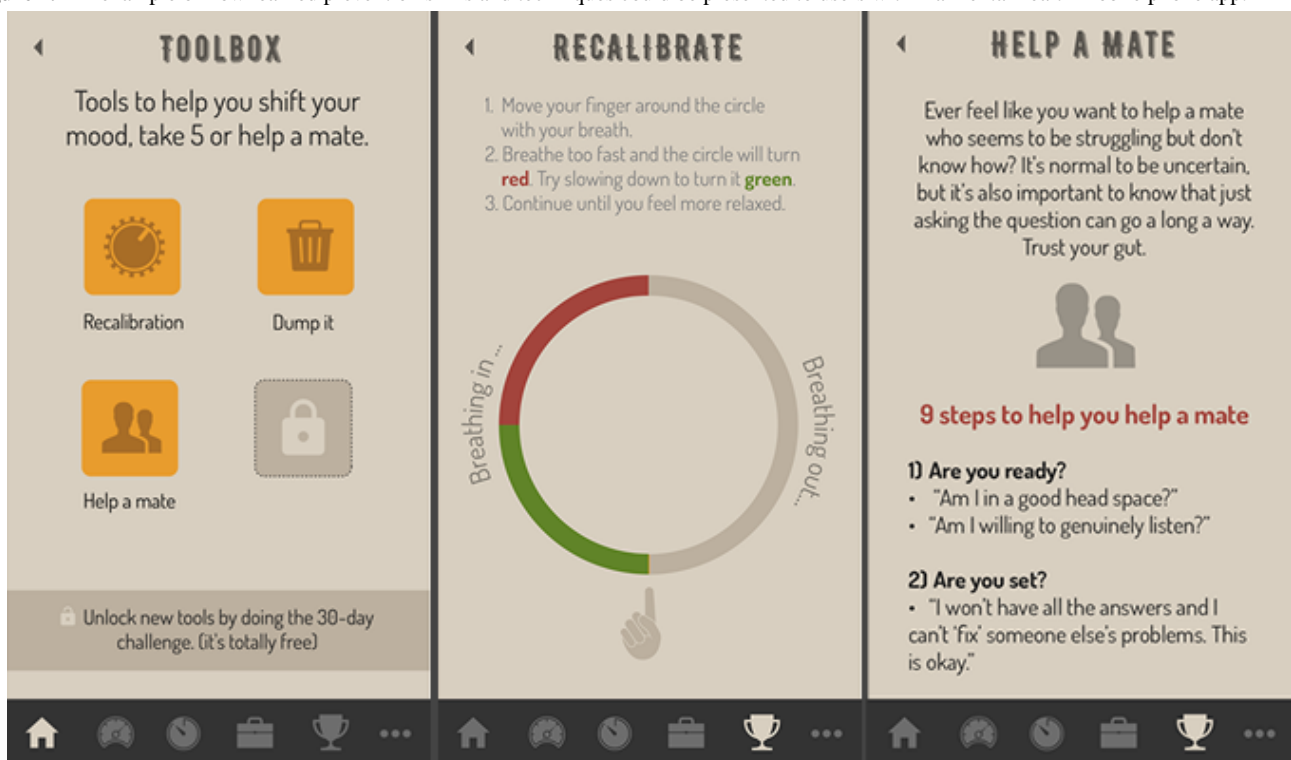 TOOLBOX
Tools to help you shift your
mood, take 5 or help a mate.
Recalibration
Dump it
Help a mate
Unlock new tools by doing the 30-day
challenge. (it's totally free)
RECALIBRATE
1. Move your finger around the circle
with your breath.
2. Breathe too fast and the circle will turn
red. Try slowing down to turn it green.
3. Continue until you feel more relaxed.
Breathing in ...
Breathing out...
HELP A MATE
Ever feel like you want to help a mate
who seems to be struggling but don't
know how? It's normal to be uncertain,
but it's also important to know that just
asking the question can go a long a way.
Trust your gut.
9 steps to help you help a mate
1) Are you ready?
• "Am I in a good head space?"
• "Am I willing to genuinely listen?"
2) Are you set?
• "I won't have all the answers and I
can't 'fix' someone else's problems. This
is okay."